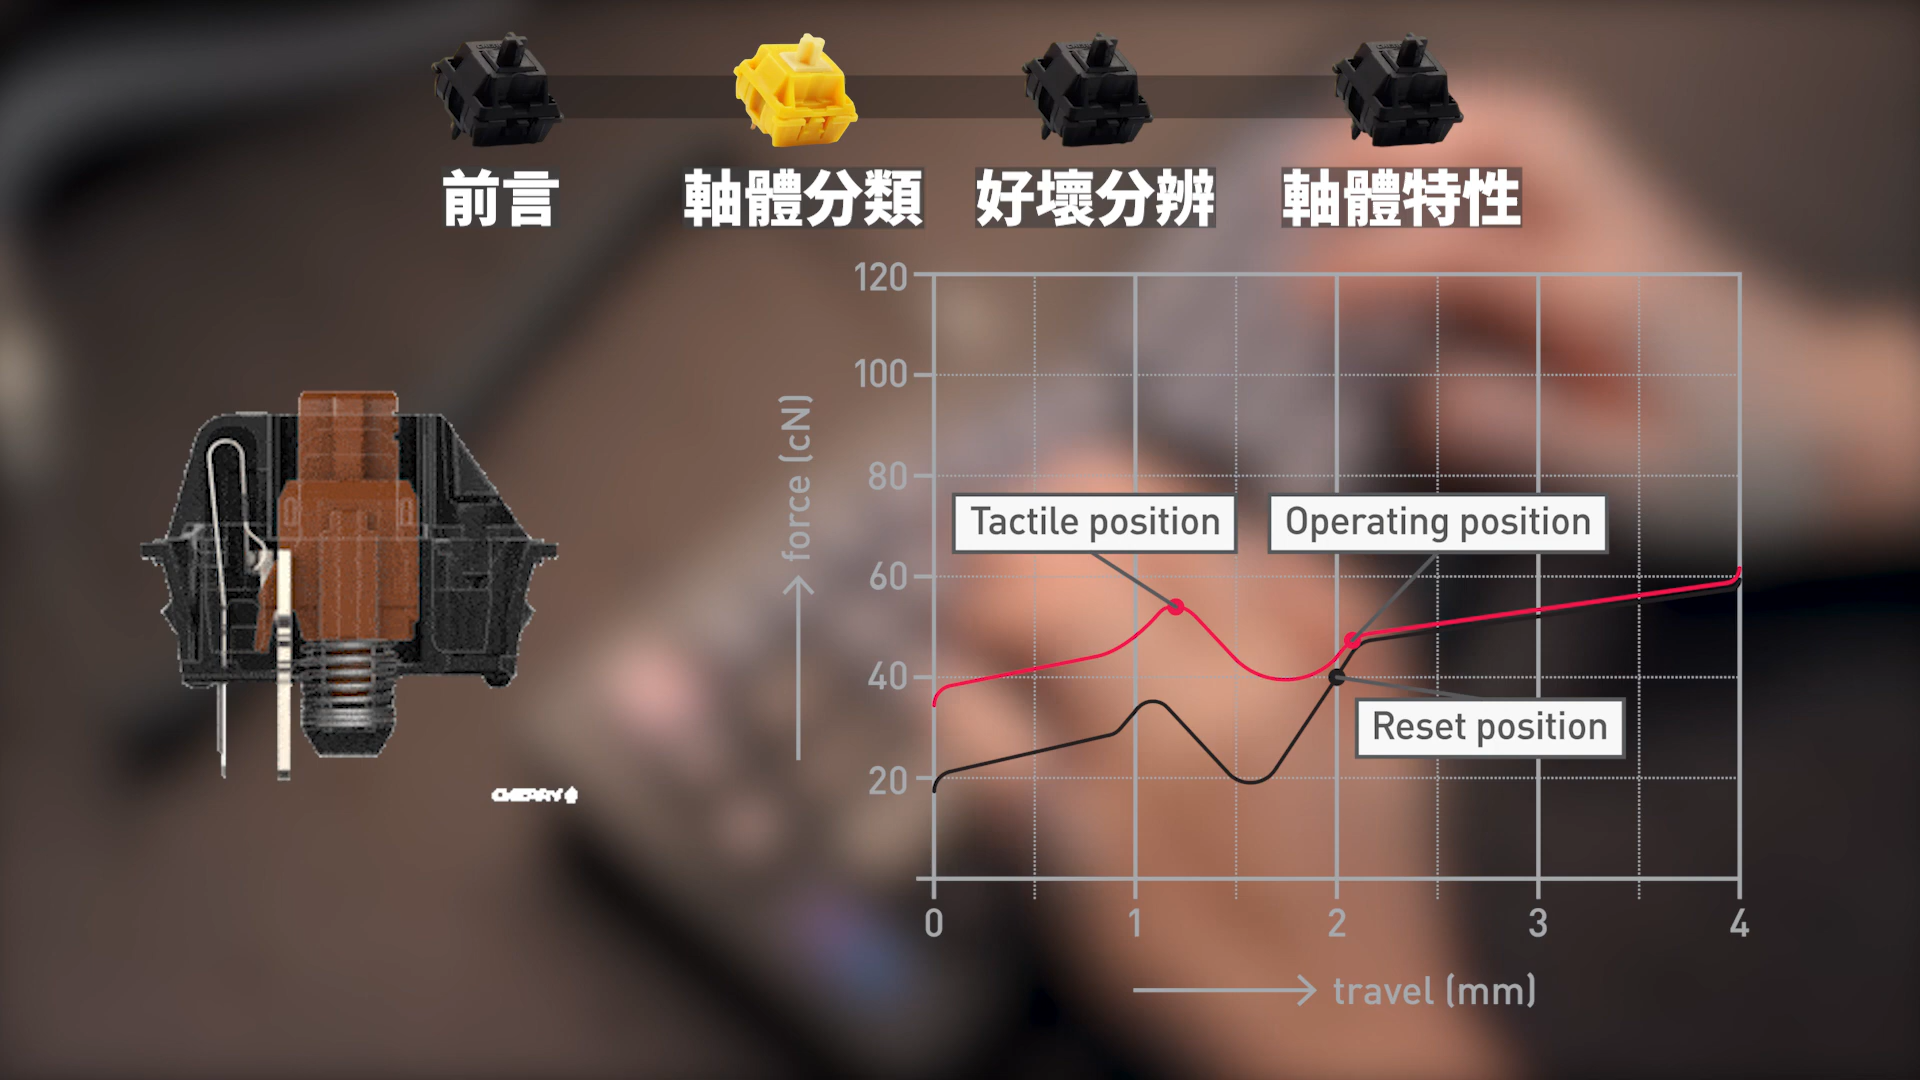 前言
軸體分類
好壞分辨
軸體特性
120
100
80
60
40
20
force (cN)
Tactile position
Operating position
Reset position
0 1 2 3 4
travel (mm)
CHERRY